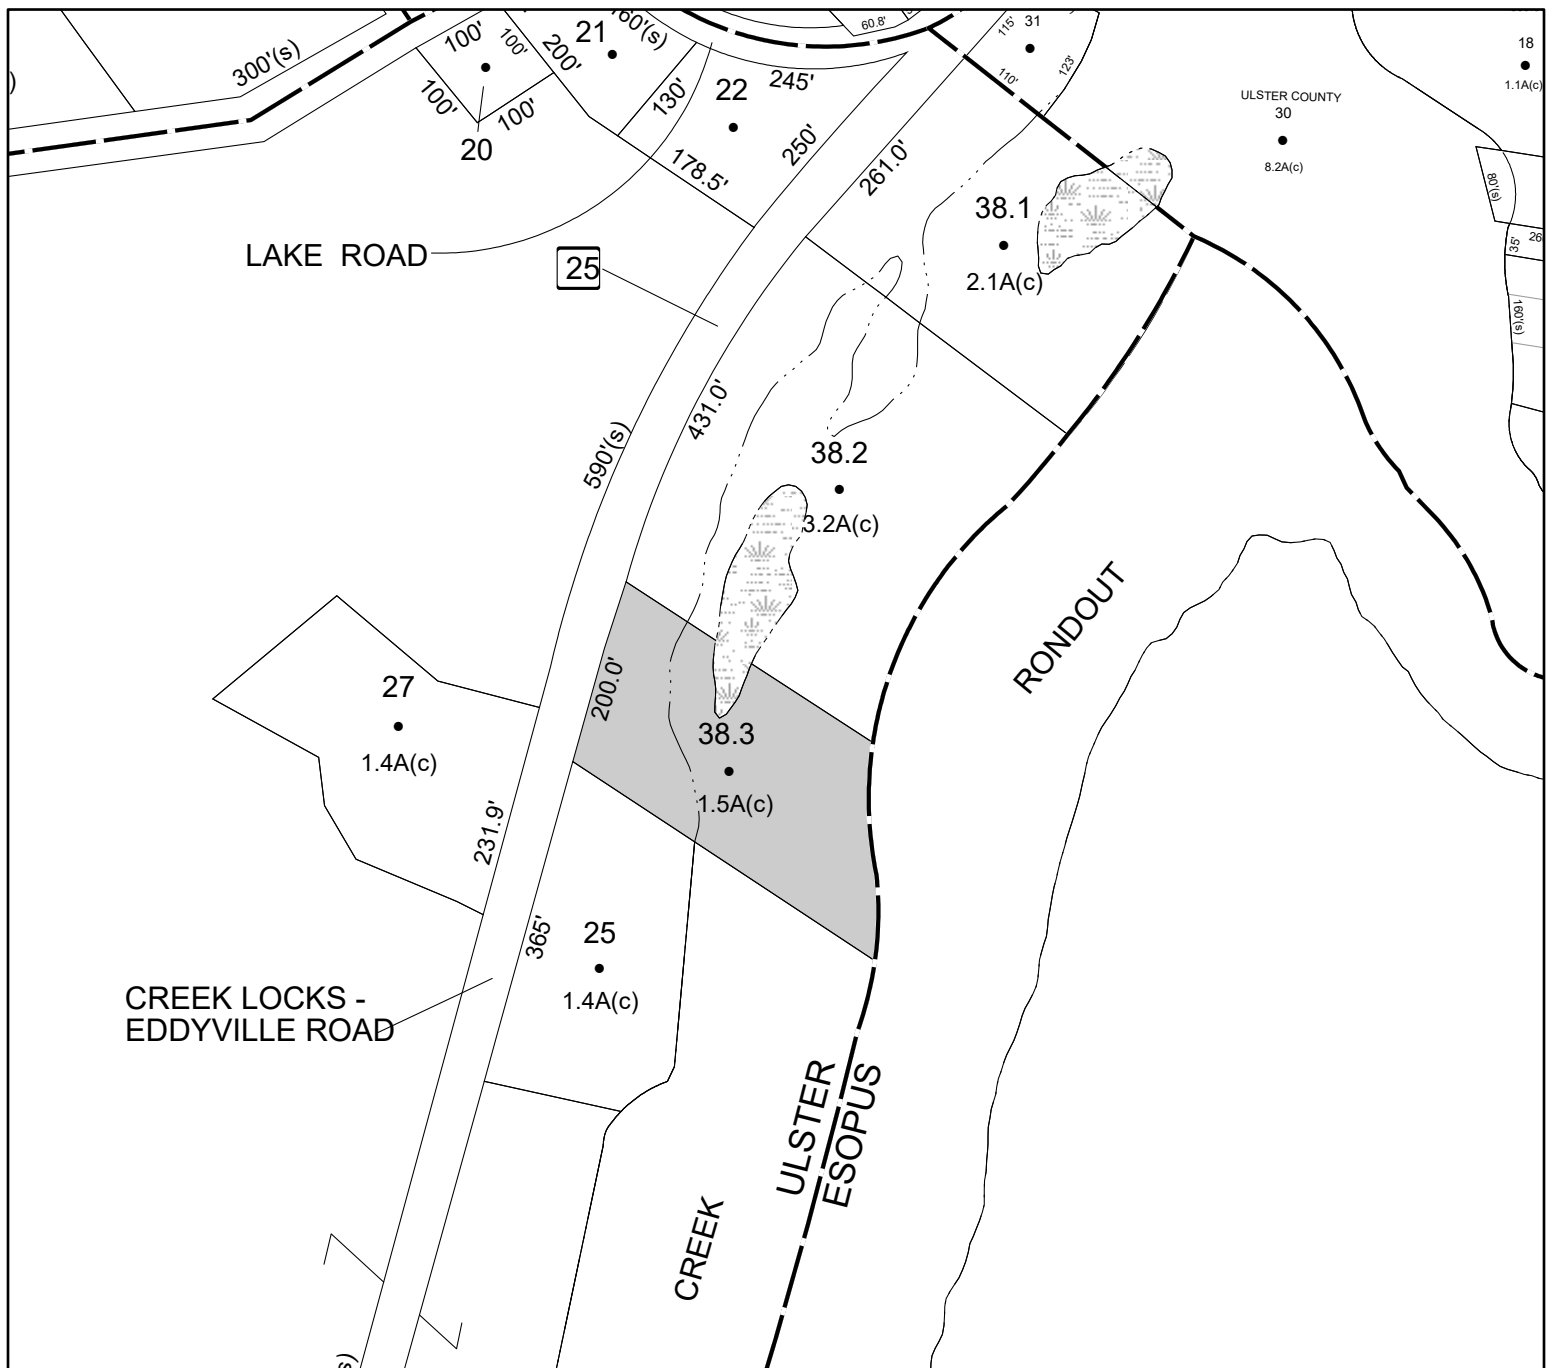 300'(s)
100'
100'
100'
100'
20
21
160'(s)
200'
130'
22
245'
250'
178.5'
60.8'
115'
31
110'
123'
ULSTER COUNTY
30
8.2A(c)
18
1.1A(c)
80'(s)
35'
26
160'(s)
LAKE ROAD
25
261.0'
38.1
2.1A(c)
590'(s)
431.0'
38.2
3.2A(c)
RONDOUT
200.0'
38.3
1.5A(c)
27
1.4A(c)
231.9'
365'
25
1.4A(c)
CREEK LOCKS -
EDDYVILLE ROAD
ULSTER
ESOPUS
CREEK